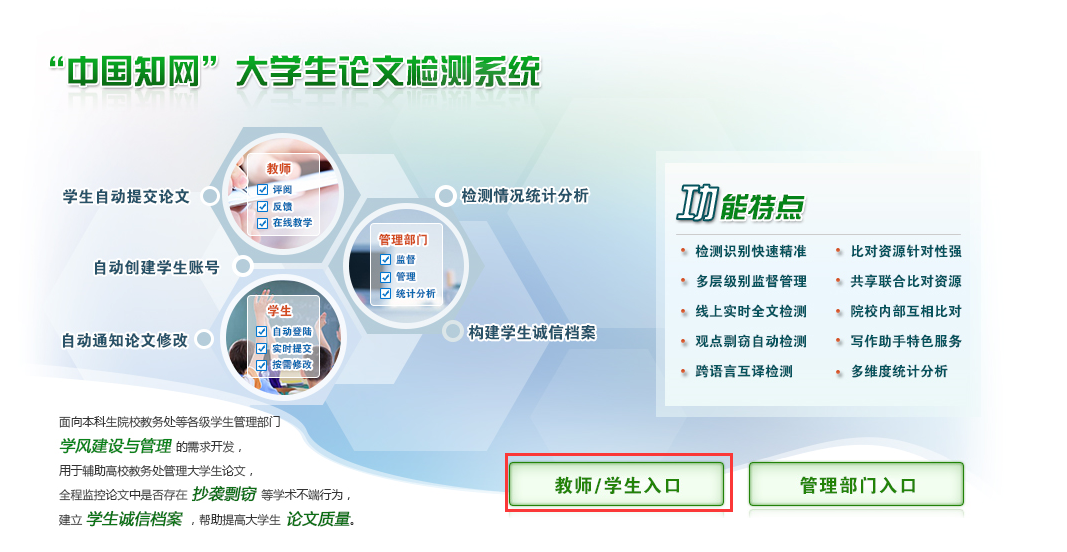 “中国知网”大学生论文检测系统
教师
评阅
反馈
在线教学
学生自动提交论文
自动创建学生账号
自动通知论文修改
管理部门
监督
管理
统计分析
学生
自动登陆
实时提交
按需修改
检测情况统计分析
构建学生诚信档案
功能特点
检测识别快速精准
比对资源针对性强
多层级别监督管理
共享联合比对资源
线上实时全文检测
院校内部互相比对
观点剽窃自动检测
写作助手特色服务
跨语言互译检测
多维度统计分析
面向本科生院校教务处等各级学生管理部门
学风建设与管理 的需求开发，
用于辅助高校教务处管理大学生论文，
全程监控论文中是否存在 抄袭剽窃 等学术不端行为，
建立 学生诚信档案 ，帮助提高大学生 论文质量。
教师/学生入口
管理部门入口